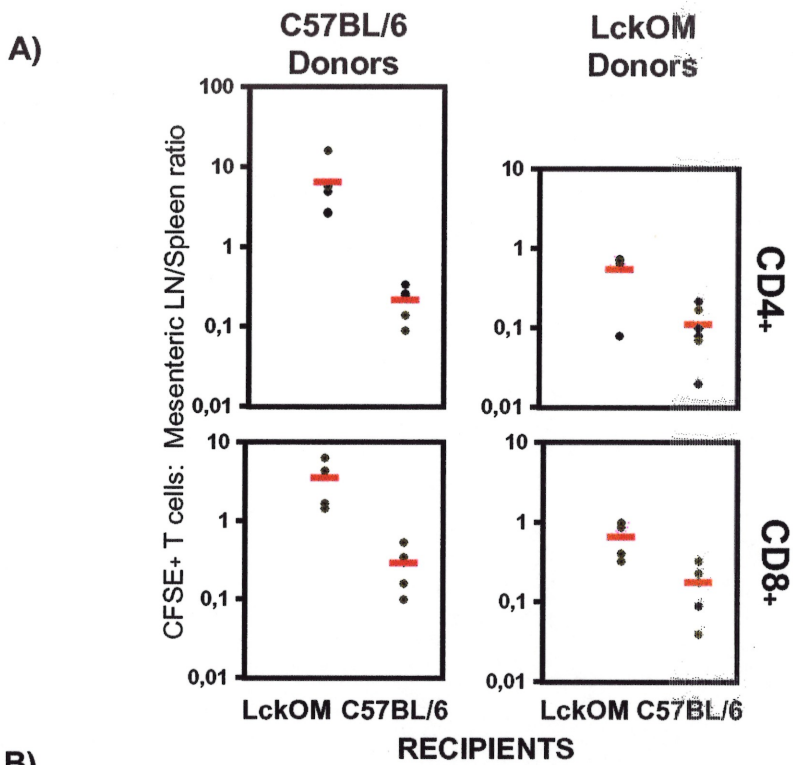 A)
C57BL/6
Donors
LckOM
Donors
CFSE+ T cells: Mesenteric LN/Spleen ratio
100
10
1
0,1
0,01
10
1
0,1
0,01
CD4+
10
1
0,1
0,01
10
1
0,1
0,01
CD8+
LckOM C57BL/6
LckOM C57BL/6
RECIPIENTS
B)